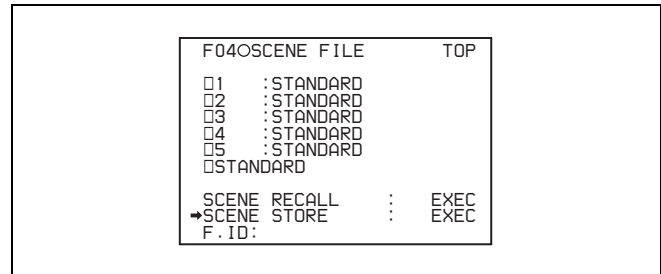 F04○SCENE FILE TOP
□1 :STANDARD
□2 :STANDARD
□3 :STANDARD
□4 :STANDARD
□5 :STANDARD
□STANDARD
SCENE RECALL : EXEC
➡SCENE STORE : EXEC
F.ID: